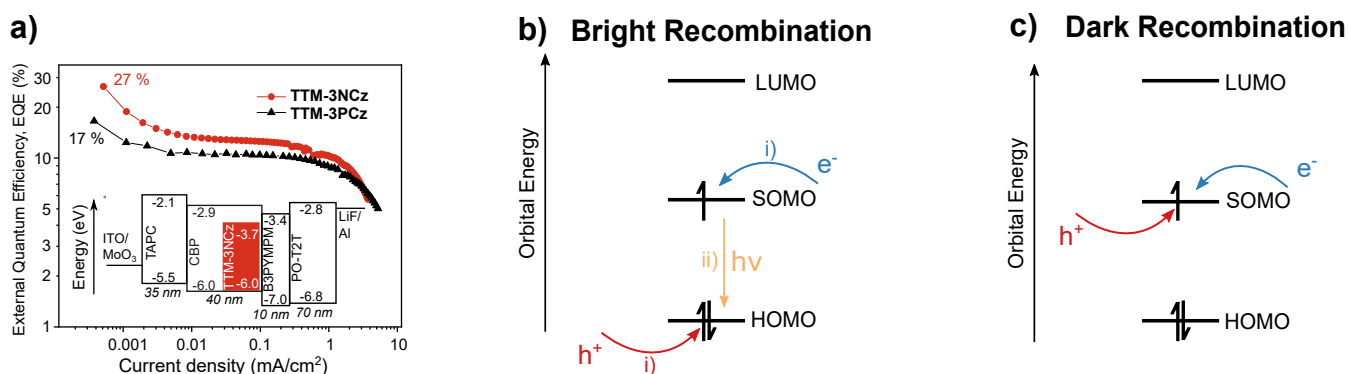 a)
External Quantum Efficiency, EQE (%)
30
20
10
5
3
2
1
27 %
17 %
TTM-3NCz
TTM-3PCz
Energy (eV)
ITO/
MoO3
-2.1
TAPC
-5.5
35 nm
-2.9
CBP
-6.0
TTM-3NCz
-3.7
-6.0
40 nm
-3.4
B3PYMPM
-7.0
10 nm
-2.8
PO-T2T
-6.8
70 nm
LiF/
Al
0.001 0.01 0.1 1 10
Current density (mA/cm²)
b) Bright Recombination
Orbital Energy
LUMO
i)
e⁻
SOMO
ii) hν
HOMO
h⁺
i)
c) Dark Recombination
Orbital Energy
LUMO
e⁻
SOMO
h⁺
HOMO